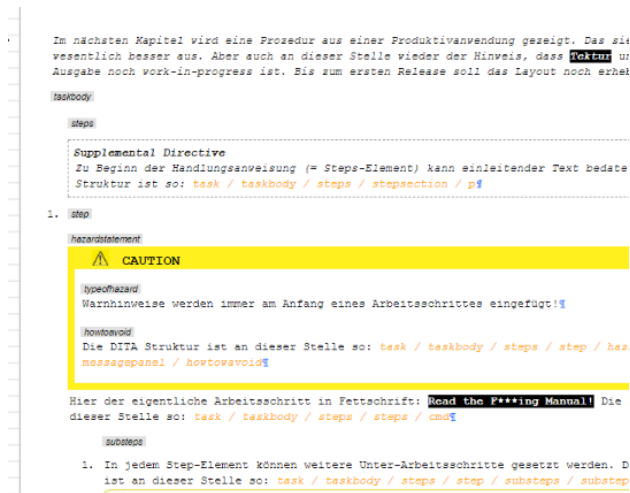 Im nächsten Kapitel wird eine Prozedur aus einer Produktivanwendung gezeigt. Das sie
wesentlich besser aus. Aber auch an dieser Stelle wieder der Hinweis, dass Tektur un
Ausgabe noch work-in-progress ist. Bis zum ersten Release soll das Layout noch erheb
taskbody
steps
Supplemental Directive
Zu Beginn der Handlungsanweisung (= Steps-Element) kann einleitender Text bedate
Struktur ist so: task / taskbody / steps / stepsection / p¶
1. step
hazardstatement
CAUTION
typeofhazard
Warnhinweise werden immer am Anfang eines Arbeitsschrittes eingefügt!¶
howtoavoid
Die DITA Struktur ist an dieser Stelle so: task / taskbody / steps / step / haz
messagepanel / howtowavoid¶
Hier der eigentliche Arbeitsschritt in Fettschrift: Read the F***ing Manual! Die
dieser Stelle so: task / taskbody / steps / steps / cmd¶
substeps
1. In jedem Step-Element können weitere Unter-Arbeitsschritte gesetzt werden. D
ist an dieser Stelle so: task / taskbody / steps / step / substeps / substep